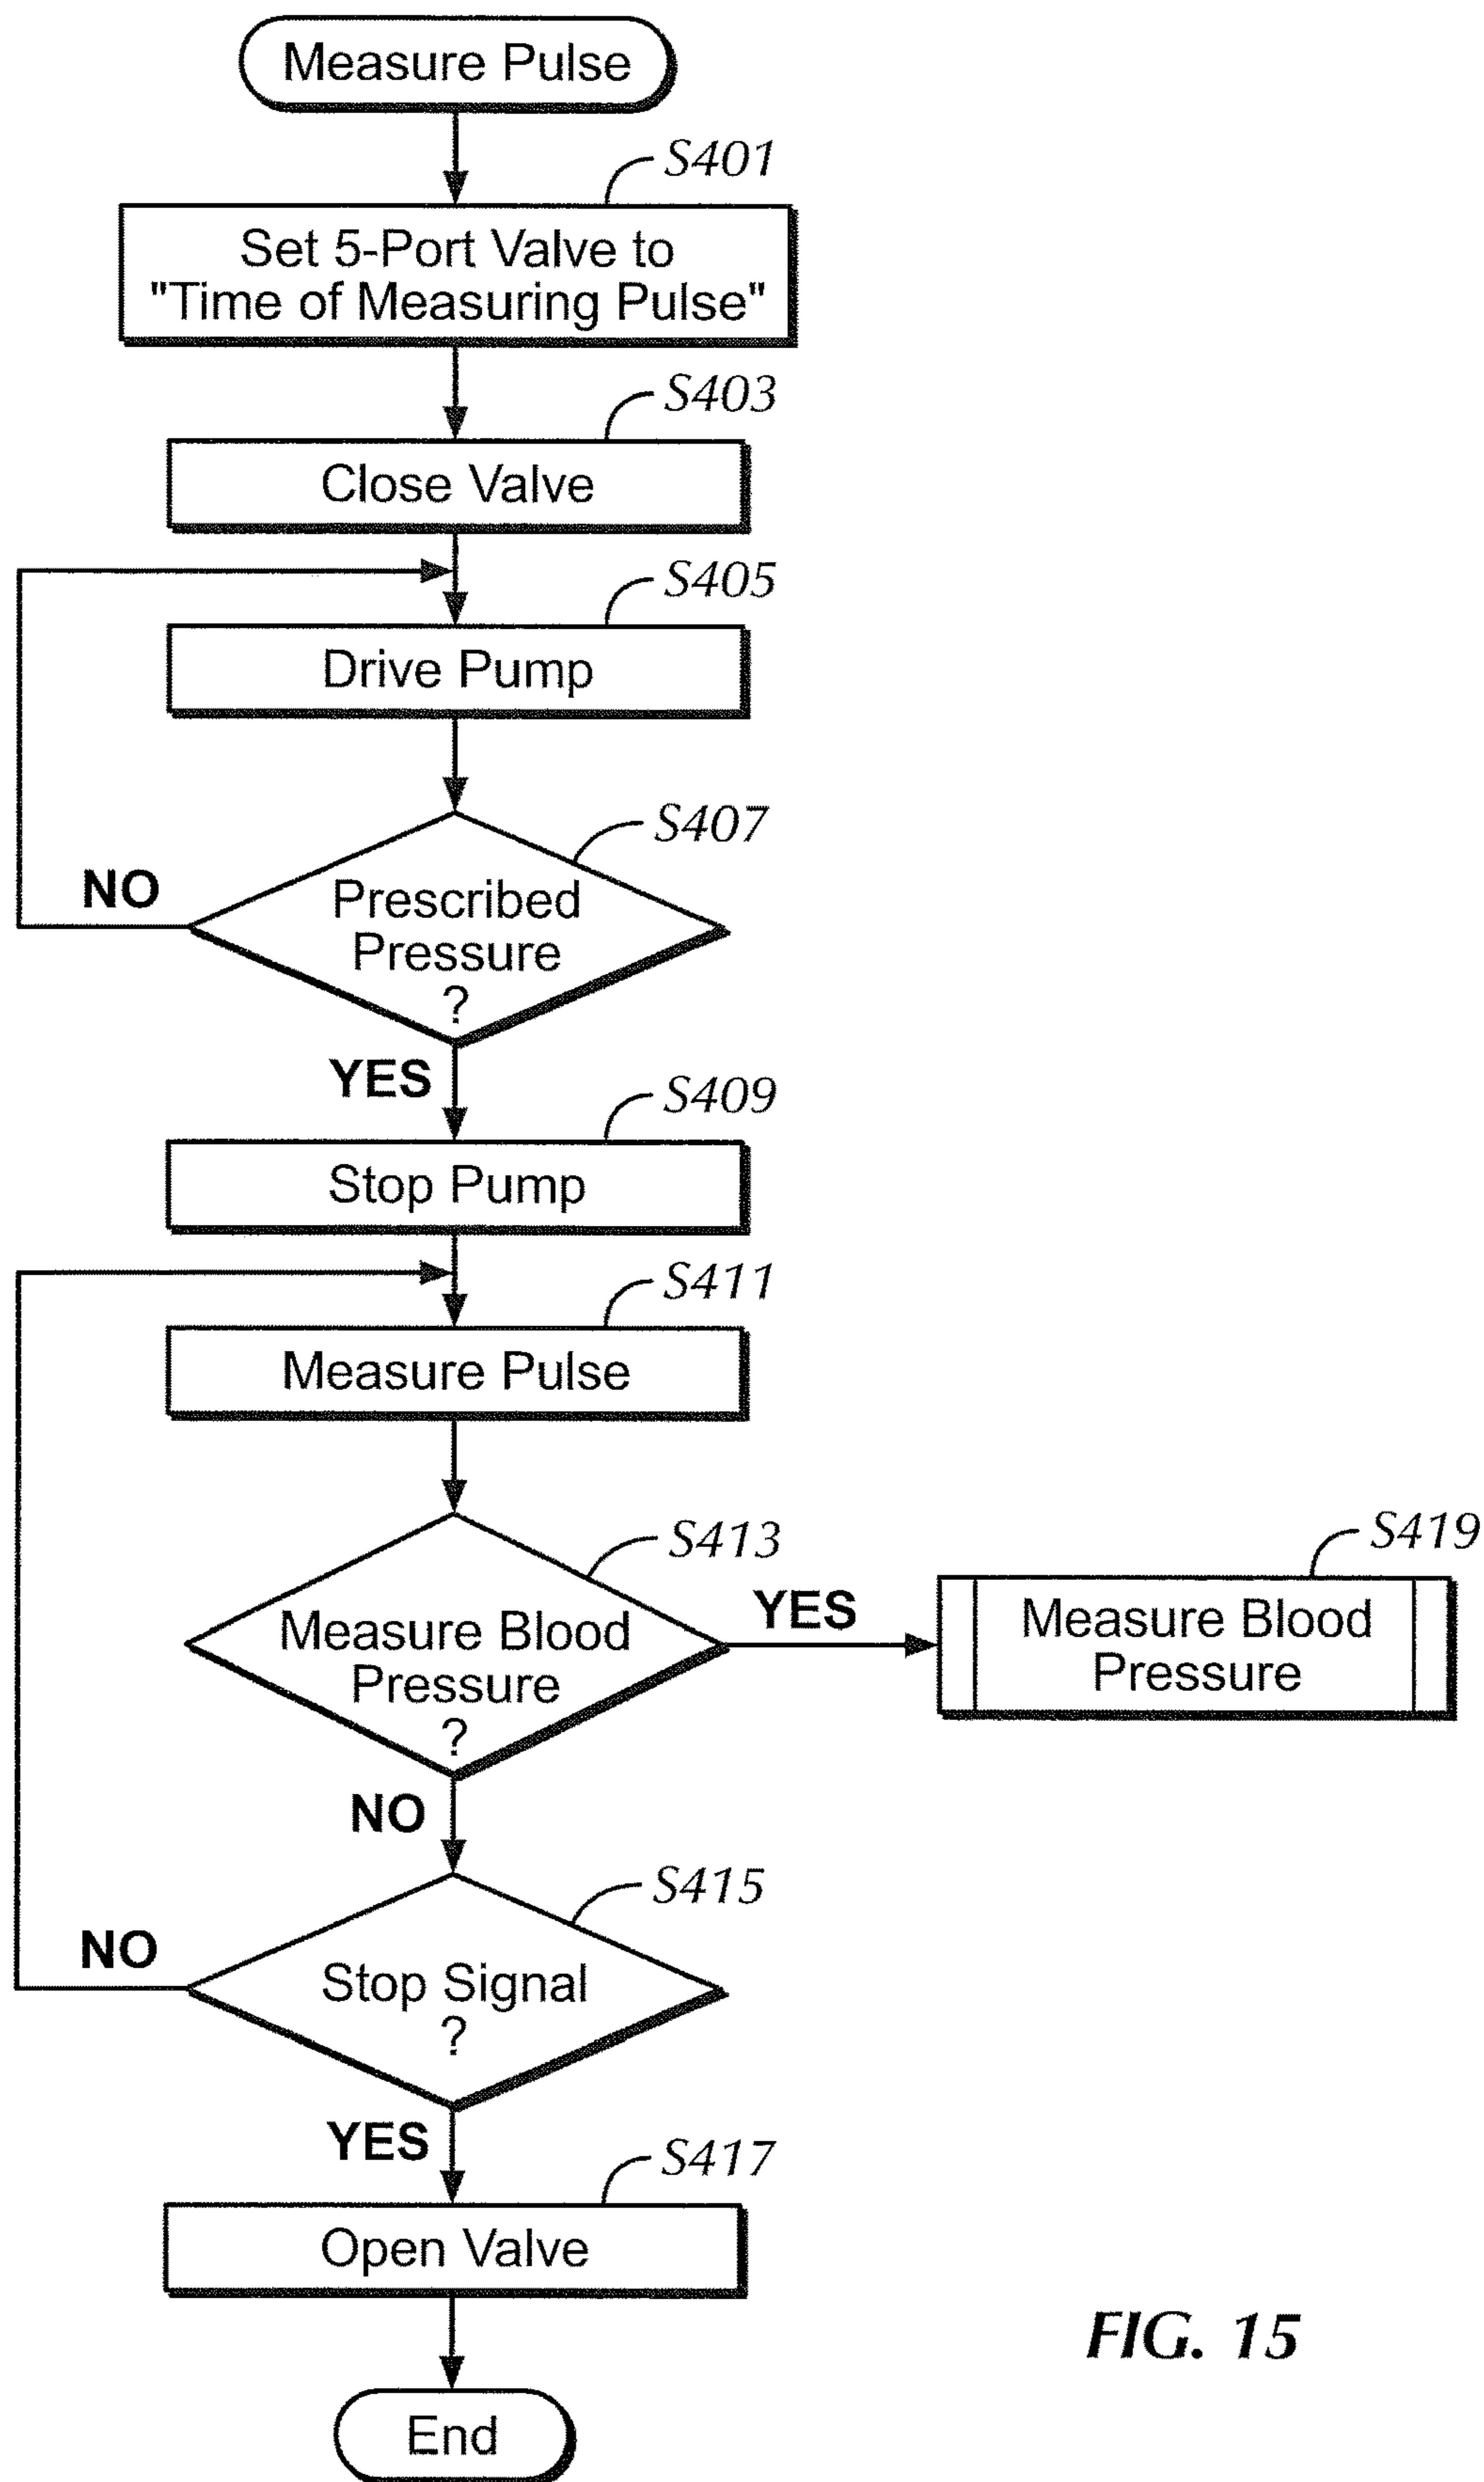 Measure Pulse
S401
Set 5-Port Valve to
"Time of Measuring Pulse"
S403
Close Valve
S405
Drive Pump
S407
NO
Prescribed
Pressure
?
YES
S409
Stop Pump
S411
Measure Pulse
S413
S419
YES
Measure Blood
Pressure
?
Measure Blood
Pressure
NO
S415
NO
Stop Signal
?
YES
S417
Open Valve
FIG. 15
End